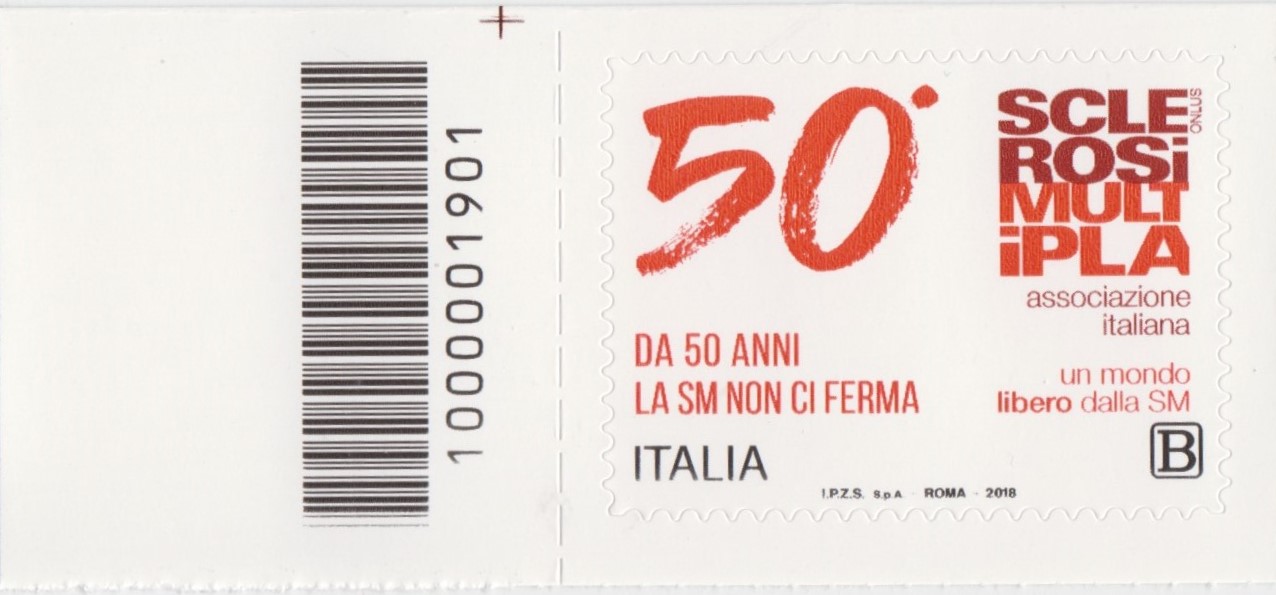 1000001901
50°
SCLE
ROSi
MULT
iPLA
ONLUS
associazione
italiana
DA 50 ANNI
LA SM NON CI FERMA
un mondo
libero dalla SM
ITALIA
B
I.P.Z.S. S.p.A. - ROMA - 2018